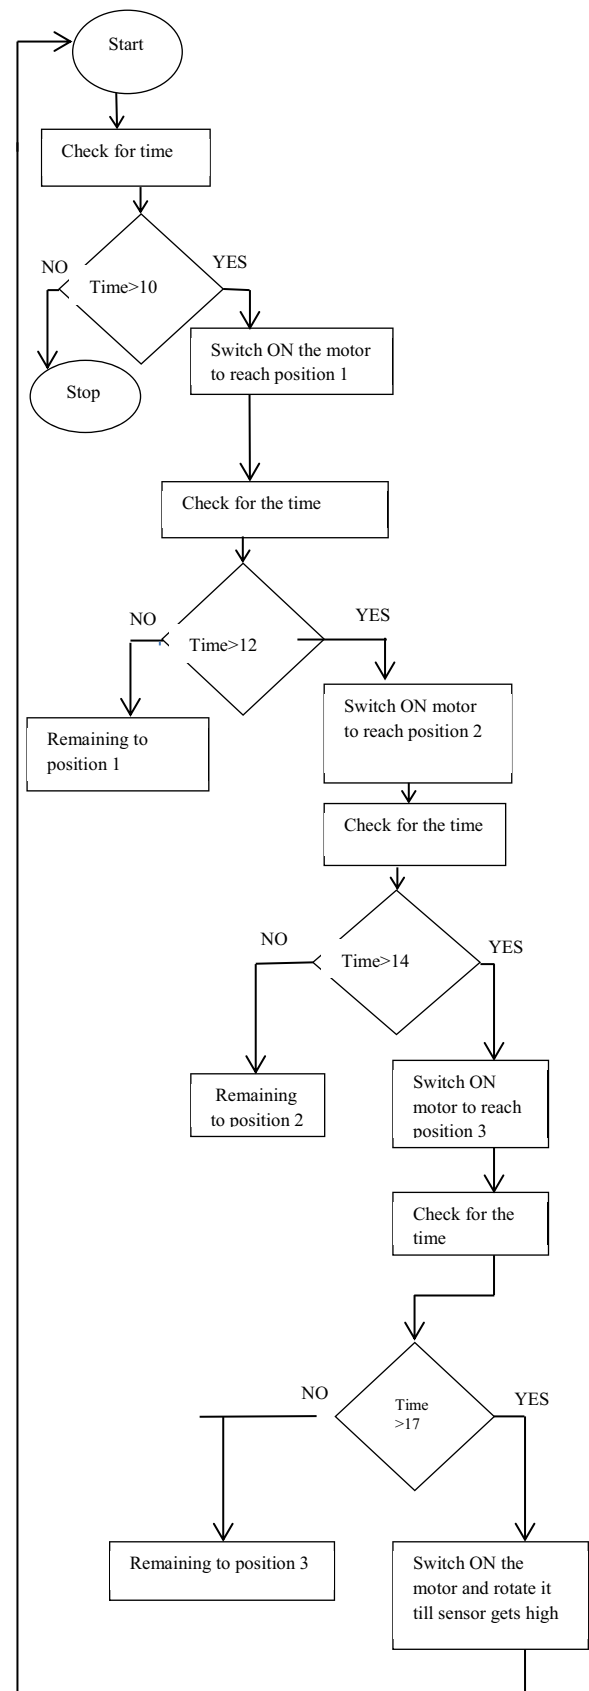 Start
Check for time
NO
YES
Time>10
Switch ON the motor
to reach position 1
Stop
Check for the time
NO
YES
Time>12
Switch ON motor
to reach position 2
Remaining to
position 1
Check for the time
NO
YES
Time>14
Switch ON
motor to reach
position 3
Remaining
to position 2
Check for the
time
NO
YES
Time
>17
Remaining to position 3
Switch ON the
motor and rotate it
till sensor gets high